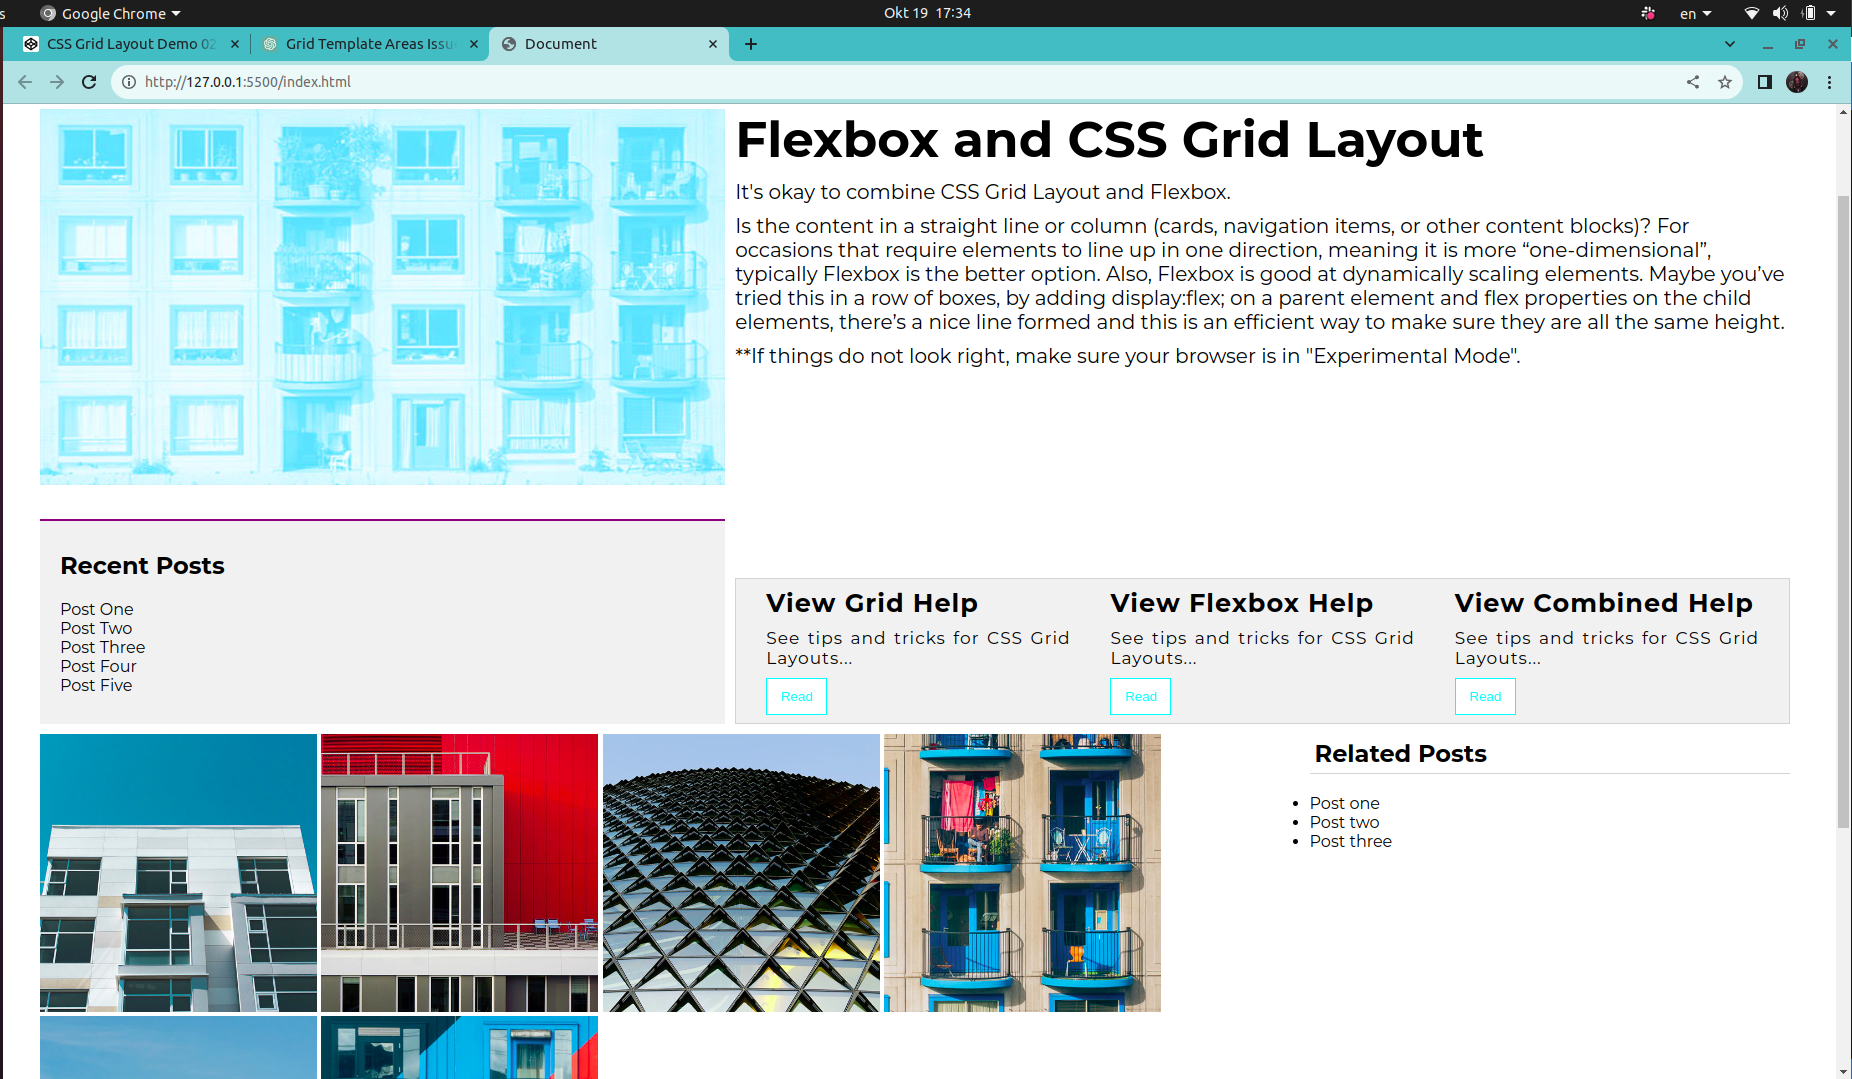 s
Google Chrome
Okt 19 17:34
en
CSS Grid Layout Demo 02
Grid Template Areas Issu
Document
http://127.0.0.1:5500/index.html
Flexbox and CSS Grid Layout
It's okay to combine CSS Grid Layout and Flexbox.
Is the content in a straight line or column (cards, navigation items, or other content blocks)? For
occasions that require elements to line up in one direction, meaning it is more “one-dimensional”,
typically Flexbox is the better option. Also, Flexbox is good at dynamically scaling elements. Maybe you’ve
tried this in a row of boxes, by adding display:flex; on a parent element and flex properties on the child
elements, there’s a nice line formed and this is an efficient way to make sure they are all the same height.
**If things do not look right, make sure your browser is in "Experimental Mode".
Recent Posts
Post One
Post Two
Post Three
Post Four
Post Five
View Grid Help
See tips and tricks for CSS Grid
Layouts...
Read
View Flexbox Help
See tips and tricks for CSS Grid
Layouts...
Read
View Combined Help
See tips and tricks for CSS Grid
Layouts...
Read
Related Posts
Post one
Post two
Post three